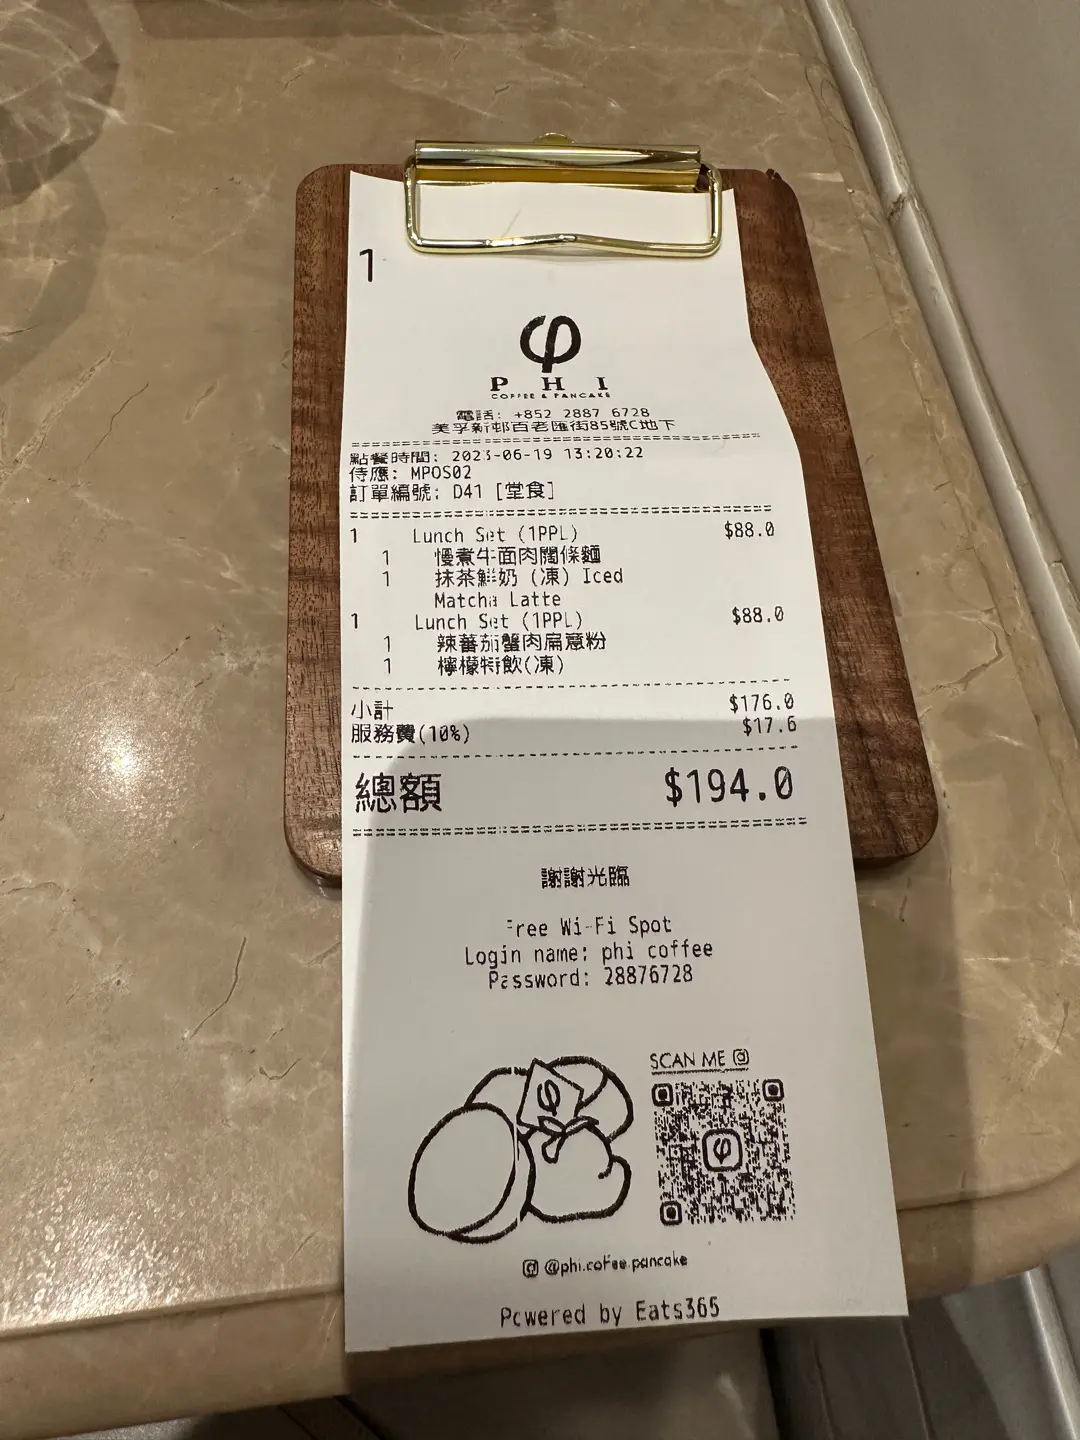 1
φ
PHI
COFFEE & PANCAKE
電話: +852 2887 6728
美孚新邨百老匯街85號C地下
點餐時間: 2023-06-19 13:20:22
侍應: MPOS02
訂單編號: D41 [堂食]
1 Lunch Set (1PPL) $88.0
1 慢煮牛面肉闊條麵
1 抹茶鮮奶 (凍) Iced
Matcha Latte
1 Lunch Set (1PPL) $88.0
1 辣蕃茄蟹肉扁意粉
1 檸檬特飲(凍)
小計 $176.0
服務費(10%) $17.6
總額 $194.0
謝謝光臨
Free Wi-Fi Spot
Login name: phi coffee
Password: 28876728
SCAN ME
@phi.coffee.pancake
Powered by Eats365